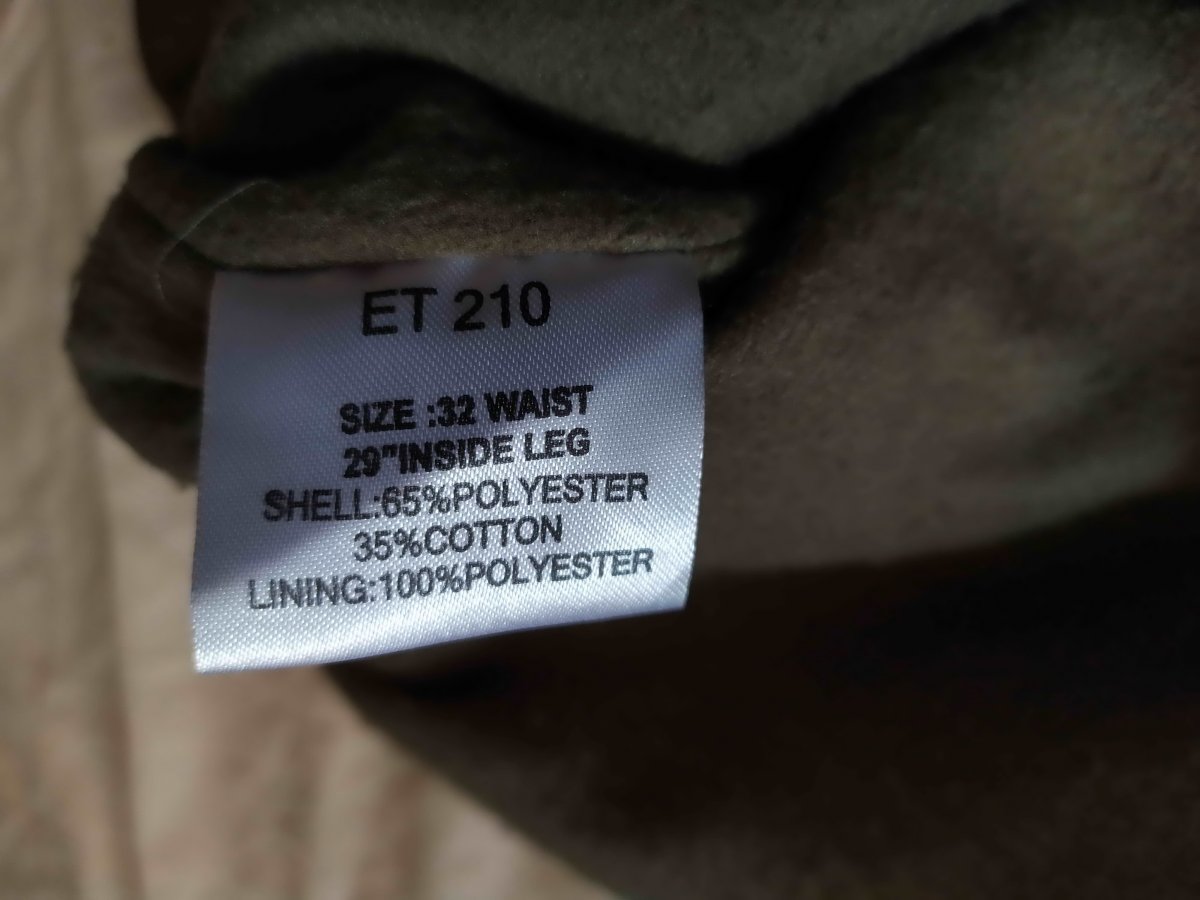 ET 210
SIZE :32 WAIST
29"INSIDE LEG
SHELL:65%POLYESTER
35%COTTON
LINING:100%POLYESTER